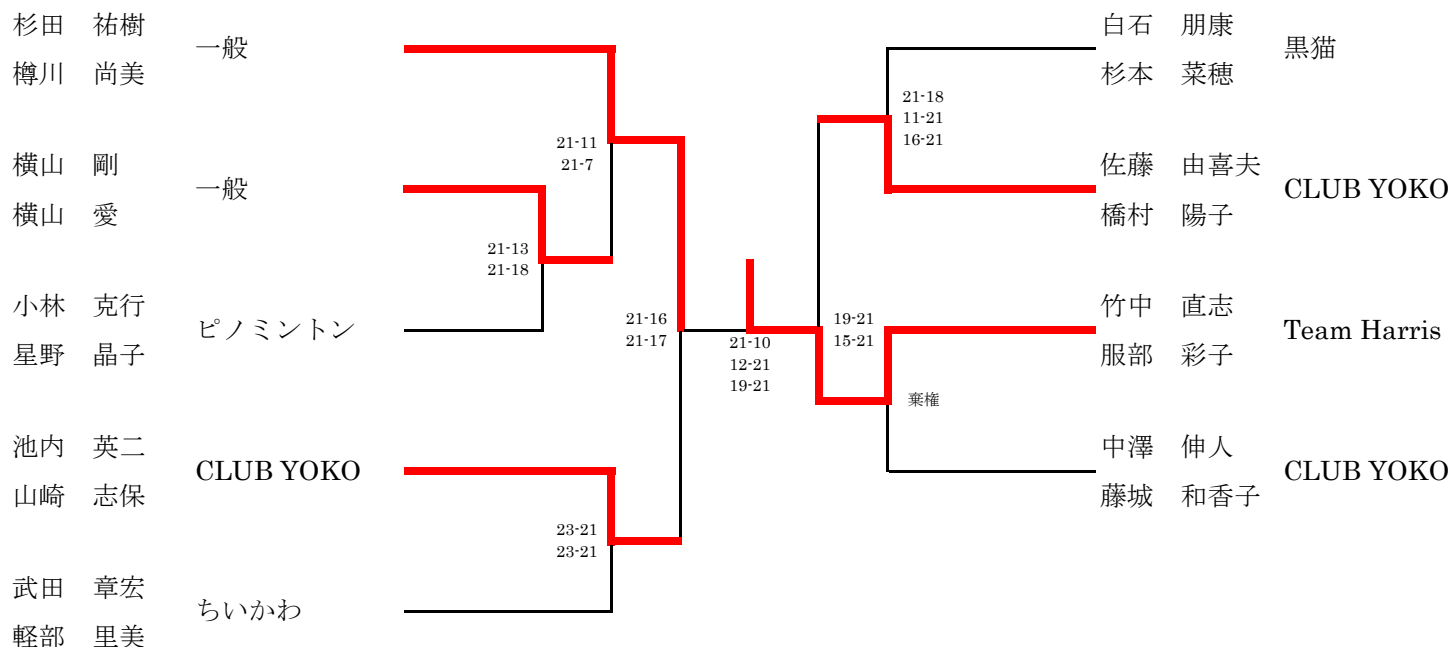 杉田　祐樹
樽川　尚美
一般
横山　剛
横山　愛
一般
小林　克行
星野　晶子
ピノミントン
池内　英二
山崎　志保
CLUB YOKO
武田　章宏
軽部　里美
ちいかわ
21-11
21-7
21-13
21-18
21-16
21-17
23-21
23-21
21-10
12-21
19-21
21-18
11-21
16-21
19-21
15-21
棄権
白石　朋康
杉本　菜穂
黒猫
佐藤　由喜夫
橋村　陽子
CLUB YOKO
竹中　直志
服部　彩子
Team Harris
中澤　伸人
藤城　和香子
CLUB YOKO